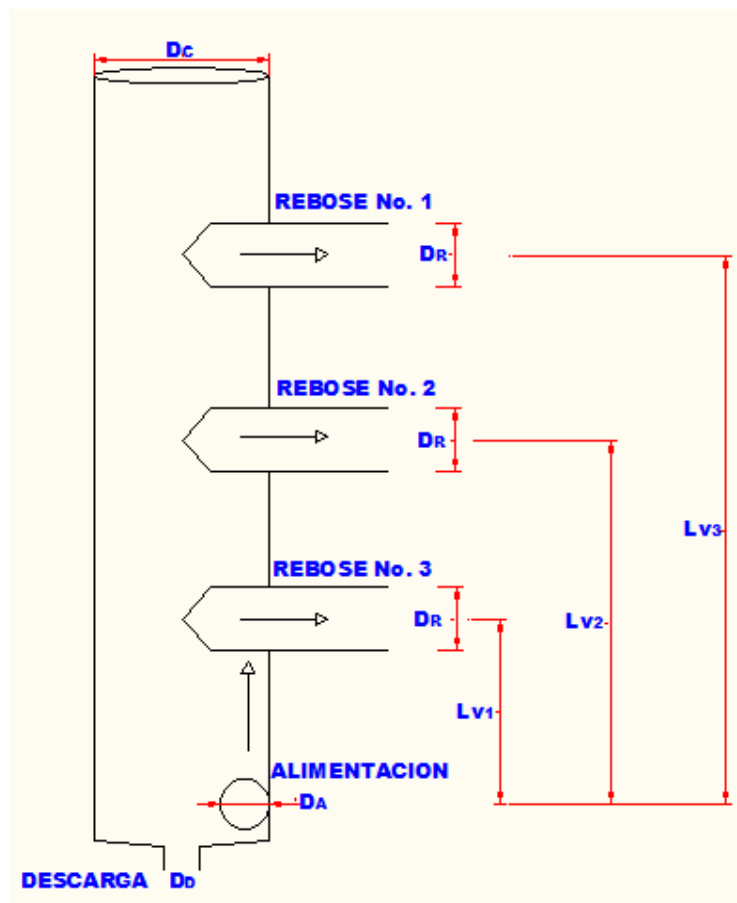 Dc
REBOSE No. 1
DR
REBOSE No. 2
DR
Lv3
REBOSE No. 3
DR
Lv2
Lv1
ALIMENTACION
DA
DESCARGA DD